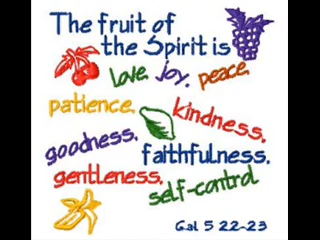 The fruit of
the Spirit is
love. joy. peace.
patience. kindness.
goodness. faithfulness.
gentleness. self-control
Gal 5 22-23